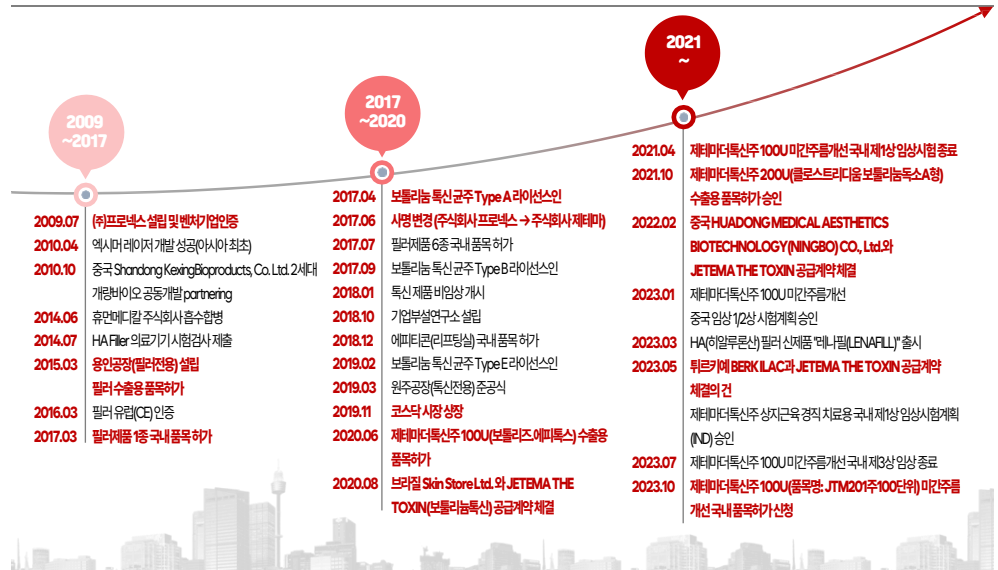 2009
~2017
2009.07 (주)프로넥스 설립 및 벤처기업인증
2010.04 엑시머 레이저 개발 성공(아시아 최초)
2010.10 중국 Shandong KexingBioproducts, Co. Ltd. 2세대
개량바이오 공동개발 partnering
2014.06 휴먼메디칼 주식회사 흡수합병
2014.07 HA Filler 의료기기 시험검사 제출
2015.03 용인공장(필러전용) 설립
필러 수출용 품목허가
2016.03 필러 유럽(CE) 인증
2017.03 필러제품 1종 국내 품목 허가
2017
~2020
2017.04 보툴리눔 독신 균주 Type A 라이선스인
2017.06 사명 변경 (주식회사 프로넥스 → 주식회사 제테마)
2017.07 필러제품 6종 국내 품목 허가
2017.09 보툴리눔 톡신 균주 Type B 라이선스인
2018.01 톡신 제품 비임상 개시
2018.10 기업부설연구소 설립
2018.12 에피티콘(리프팅실) 국내 품목 허가
2019.02 보툴리눔 톡신 균주 Type E 라이선스인
2019.03 원주공장(톡신전용) 준공식
2019.11 코스닥 시장 상장
2020.06 제테마더톡신주 100U(보툴리즈.에피톡스) 수출용
품목허가
2020.08 브라질 Skin Store Ltd. 와 JETEMA THE
TOXIN(보툴리늄톡신) 공급계약 체결
2021
~
2021.04 제테마더톡신주 100U 미간주름개선 국내 제1상 임상시험 종료
2021.10 제테마더톡신주 200U(클로스트리디움 보툴리눔독소A형)
수출용 품목허가 승인
2022.02 중국 HUADONG MEDICAL AESTHETICS
BIOTECHNOLOGY (NINGBO) CO., Ltd.와
JETEMA THE TOXIN 공급계약 체결
2023.01 제테마더톡신주 100U 미간주름개선
중국 임상 1/2상 시험계획 승인
2023.03 HA(히알루론산) 필러 신제품 "레나필(LENAFILL)" 출시
2023.05 튀르키예 BERK ILAC과 JETEMA THE TOXIN 공급계약
체결의 건
제테마더톡신주 상지근육 경직 치료용 국내 제1상 임상시험계획
(IND) 승인
2023.07 제테마더톡신주 100U 미간주름개선 국내 제3상 임상 종료
2023.10 제테마더톡신주 100U(품목명: JTM201주100단위) 미간주름
개선 국내 품목허가 신청